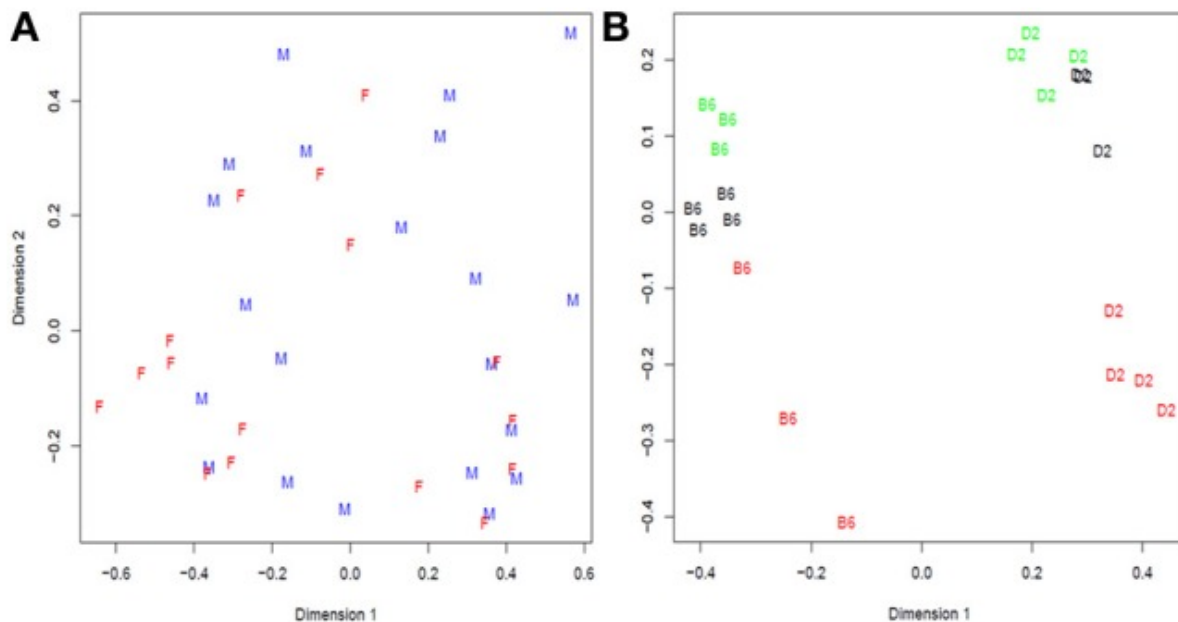 A
Dimension 2
0.4
0.2
0.0
−0.2
M
M
F M
M
M
M
F
F
M
M
F
M
M
M
F
M
F M F
F
M
F
F
F M
F
M F
F M
M
M
F
M
M
F
−0.6 −0.4 −0.2 0.0 0.2 0.4 0.6
Dimension 1
B
0.2
0.1
0.0
−0.1
−0.2
−0.3
−0.4
D2
D2 D2
D2
B6
B6
B6
D2
B6
B6
B6
B6
B6
D2
D2
D2
D2
B6
B6
−0.4 −0.2 0.0 0.2 0.4
Dimension 1